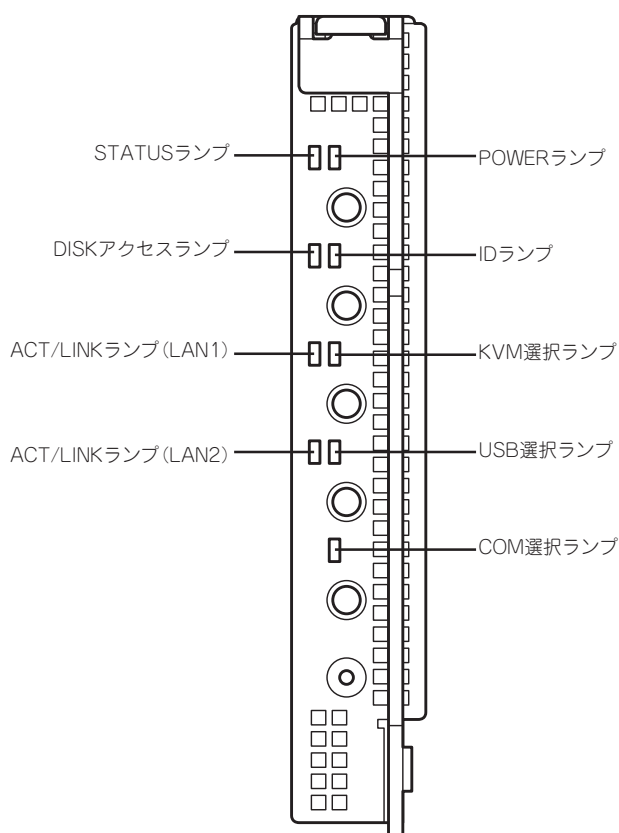 STATUSランプ
POWERランプ
DISKアクセスランプ
IDランプ
ACT/LINKランプ(LAN1)
KVM選択ランプ
ACT/LINKランプ(LAN2)
USB選択ランプ
COM選択ランプ